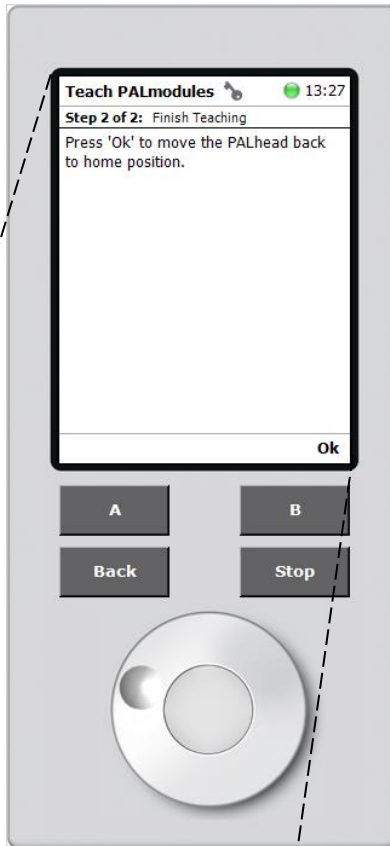 Teach PALmodules 13:27
Step 2 of 2: Finish Teaching
Press 'Ok' to move the PALhead back
to home position.
Ok
A B
Back Stop